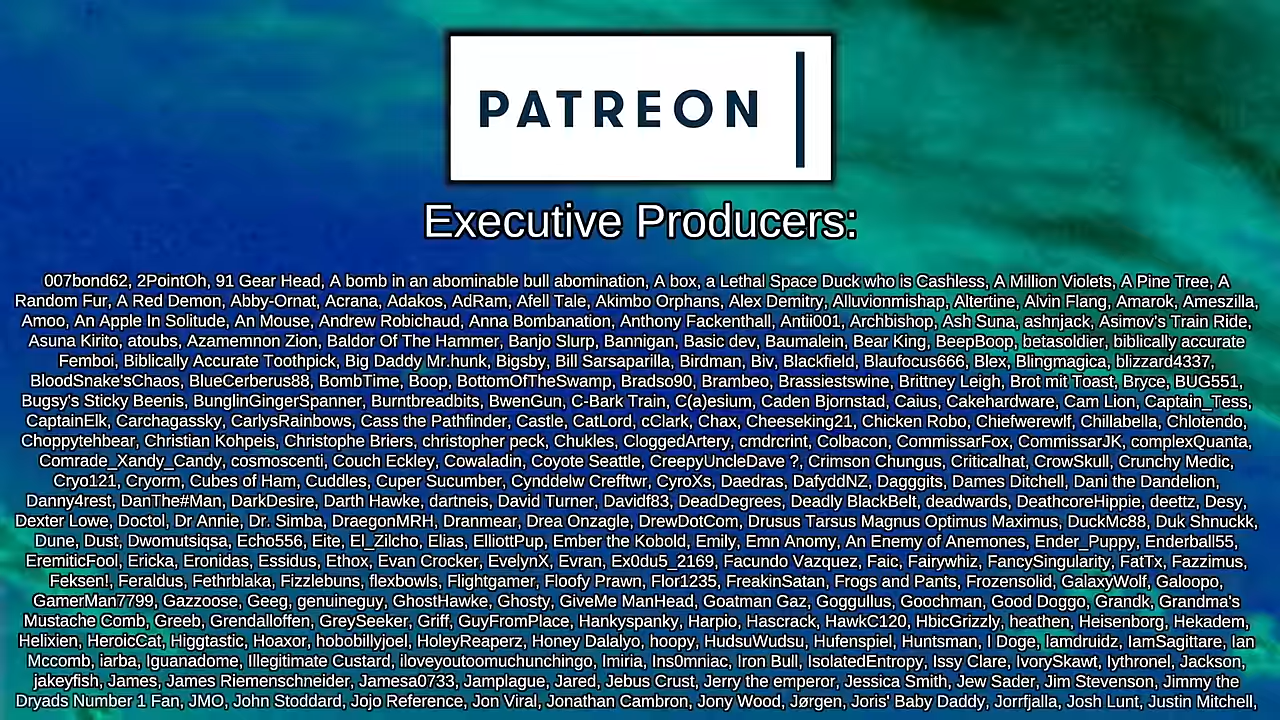 PATREON
Executive Producers:
007bond62, 2PointOh, 91 Gear Head, A bomb in an abominable bull abomination, A box, a Lethal Space Duck who is Cashless, A Million Violets, A Pine Tree, A
Random Fur, A Red Demon, Abby-Ornat, Acrana, Adakos, AdRam, Afell Tale, Akimbo Orphans, Alex Demitry, Alluvionmishap, Altertine, Alvin Flang, Amarok, Ameszilla,
Amoo, An Apple In Solitude, An Mouse, Andrew Robichaud, Anna Bombanation, Anthony Fackenthall, Antii001, Archbishop, Ash Suna, ashnjack, Asimov's Train Ride,
Asuna Kirito, atoubs, Azamemnon Zion, Baldor Of The Hammer, Banjo Slurp, Bannigan, Basic dev, Baumalein, Bear King, BeepBoop, betasoldier, biblically accurate
Femboi, Biblically Accurate Toothpick, Big Daddy Mr.hunk, Bigsby, Bill Sarsaparilla, Birdman, Biv, Blackfield, Blaufocus666, Blex, Blingmagica, blizzard4337,
BloodSnake'sChaos, BlueCerberus88, BombTime, Boop, BottomOfTheSwamp, Bradso90, Brambeo, Brassiestswine, Brittney Leigh, Brot mit Toast, Bryce, BUG551,
Bugsy's Sticky Beenis, BunglinGingerSpanner, Burntbreadbits, BwenGun, C-Bark Train, C(a)esium, Caden Bjornstad, Caius, Cakehardware, Cam Lion, Captain_Tess,
CaptainElk, Carchagassky, CarlysRainbows, Cass the Pathfinder, Castle, CatLord, cClark, Chax, Cheeseking21, Chicken Robo, Chiefwerewlf, Chillabella, Chlotendo,
Choppytehbear, Christian Kohpeis, Christophe Briers, christopher peck, Chukles, CloggedArtery, cmdrcrint, Colbacon, CommissarFox, CommissarJK, complexQuanta,
Comrade_Xandy_Candy, cosmoscenti, Couch Eckley, Cowaladin, Coyote Seattle, CreepyUncleDave ?, Crimson Chungus, Criticalhat, CrowSkull, Crunchy Medic,
Cryo121, Cryorm, Cubes of Ham, Cuddles, Cuper Sucumber, Cynddelw Crefftwr, CyroXs, Daedras, DafyddNZ, Dagggits, Dames Ditchell, Dani the Dandelion,
Danny4rest, DanThe#Man, DarkDesire, Darth Hawke, dartneis, David Turner, Davidf83, DeadDegrees, Deadly BlackBelt, deadwards, DeathcoreHippie, deettz, Desy,
Dexter Lowe, Doctol, Dr Annie, Dr. Simba, DraegonMRH, Dranmear, Drea Onzagle, DrewDotCom, Drusus Tarsus Magnus Optimus Maximus, DuckMc88, Duk Shnuckk,
Dune, Dust, Dwomutsiqsa, Echo556, Eite, El_Zilcho, Elias, ElliottPup, Ember the Kobold, Emily, Emn Anomy, An Enemy of Anemones, Ender_Puppy, Enderball55,
EremiticFool, Ericka, Eronidas, Essidus, Ethox, Evan Crocker, EvelynX, Evran, Ex0du5_2169, Facundo Vazquez, Faic, Fairywhiz, FancySingularity, FatTx, Fazzimus,
Feksen!, Feraldus, Fethrblaka, Fizzlebuns, flexbowls, Flightgamer, Floofy Prawn, Flor1235, FreakinSatan, Frogs and Pants, Frozensolid, GalaxyWolf, Galoopo,
GamerMan7799, Gazzoose, Geeg, genuineguy, GhostHawke, Ghosty, GiveMe ManHead, Goatman Gaz, Goggullus, Goochman, Good Doggo, Grandk, Grandma's
Mustache Comb, Greeb, Grendalloffen, GreySeeker, Griff, GuyFromPlace, Hankyspanky, Harpio, Hascrack, HawkC120, HbicGrizzly, heathen, Heisenborg, Hekadem,
Helixien, HeroicCat, Higgtastic, Hoaxor, hobobillyjoel, HoleyReaperz, Honey Dalalyo, hoopy, HudsuWudsu, Hufenspiel, Huntsman, I Doge, Iamdruidz, IamSagittare, Ian
Mccomb, iarba, Iguanadome, Illegitimate Custard, iloveyoutoomuchunchingo, Imiria, Ins0mniac, Iron Bull, IsolatedEntropy, Issy Clare, IvorySkawt, Iythronel, Jackson,
jakeyfish, James, James Riemenschneider, Jamesa0733, Jamplague, Jared, Jebus Crust, Jerry the emperor, Jessica Smith, Jew Sader, Jim Stevenson, Jimmy the
Dryads Number 1 Fan, JMO, John Stoddard, Jojo Reference, Jon Viral, Jonathan Cambron, Jony Wood, Jørgen, Joris' Baby Daddy, Jorrfjalla, Josh Lunt, Justin Mitchell,